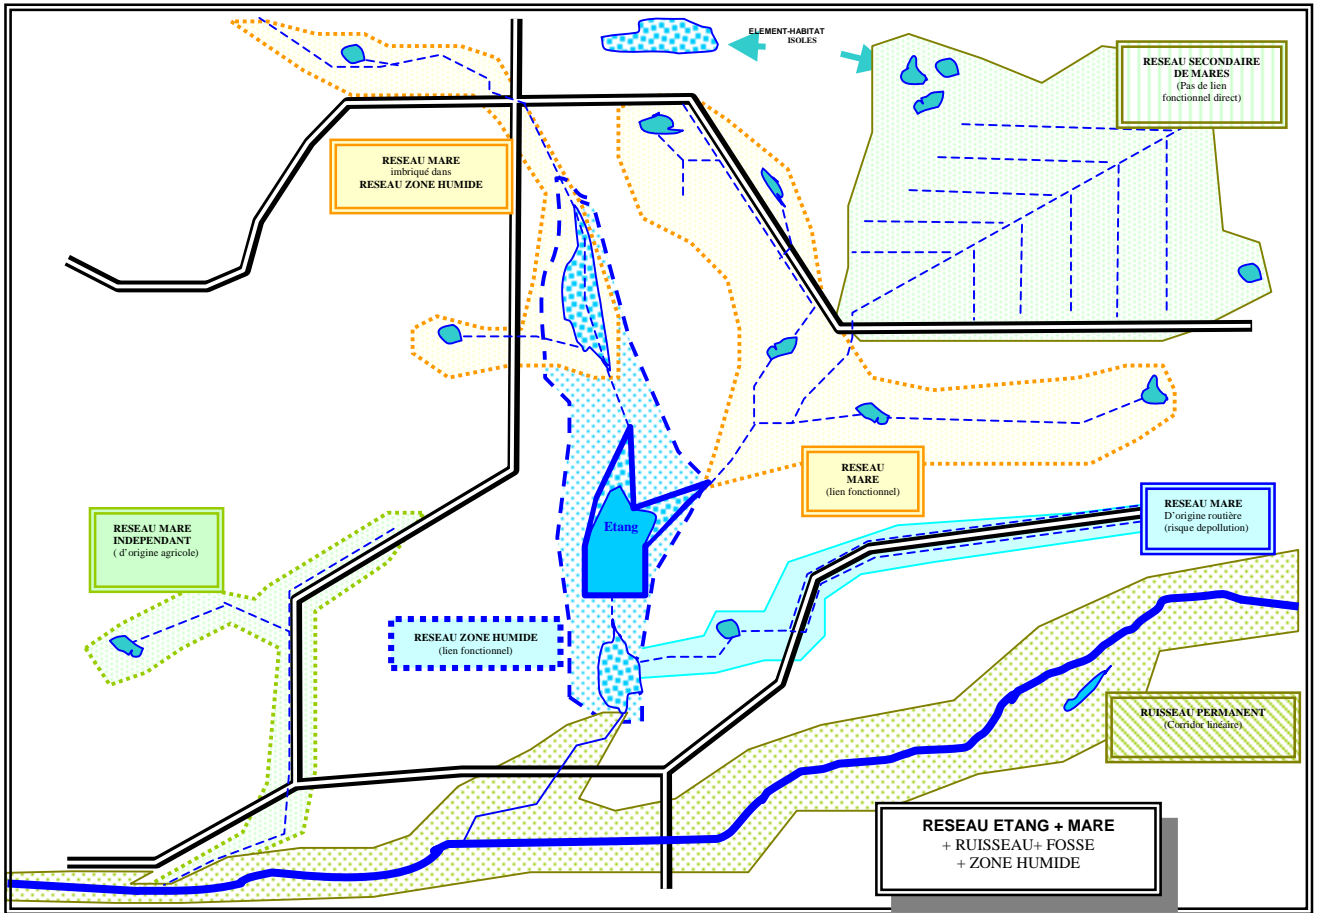 ELEMENT-HABITAT
ISOLES
RESEAU SECONDAIRE
DE MARES
(Pas de lien
fonctionnel direct)
RESEAU MARE
imbriqué dans
RESEAU ZONE HUMIDE
RESEAU
MARE
(lien fonctionnel)
RESEAU MARE
D'origine routière
(risque depollution)
Etang
RESEAU MARE
INDEPENDANT
( d'origine agricole)
RESEAU ZONE HUMIDE
(lien fonctionnel)
RUISSEAU PERMANENT
(Corridor linéaire)
RESEAU ETANG + MARE
+ RUISSEAU+ FOSSE
+ ZONE HUMIDE